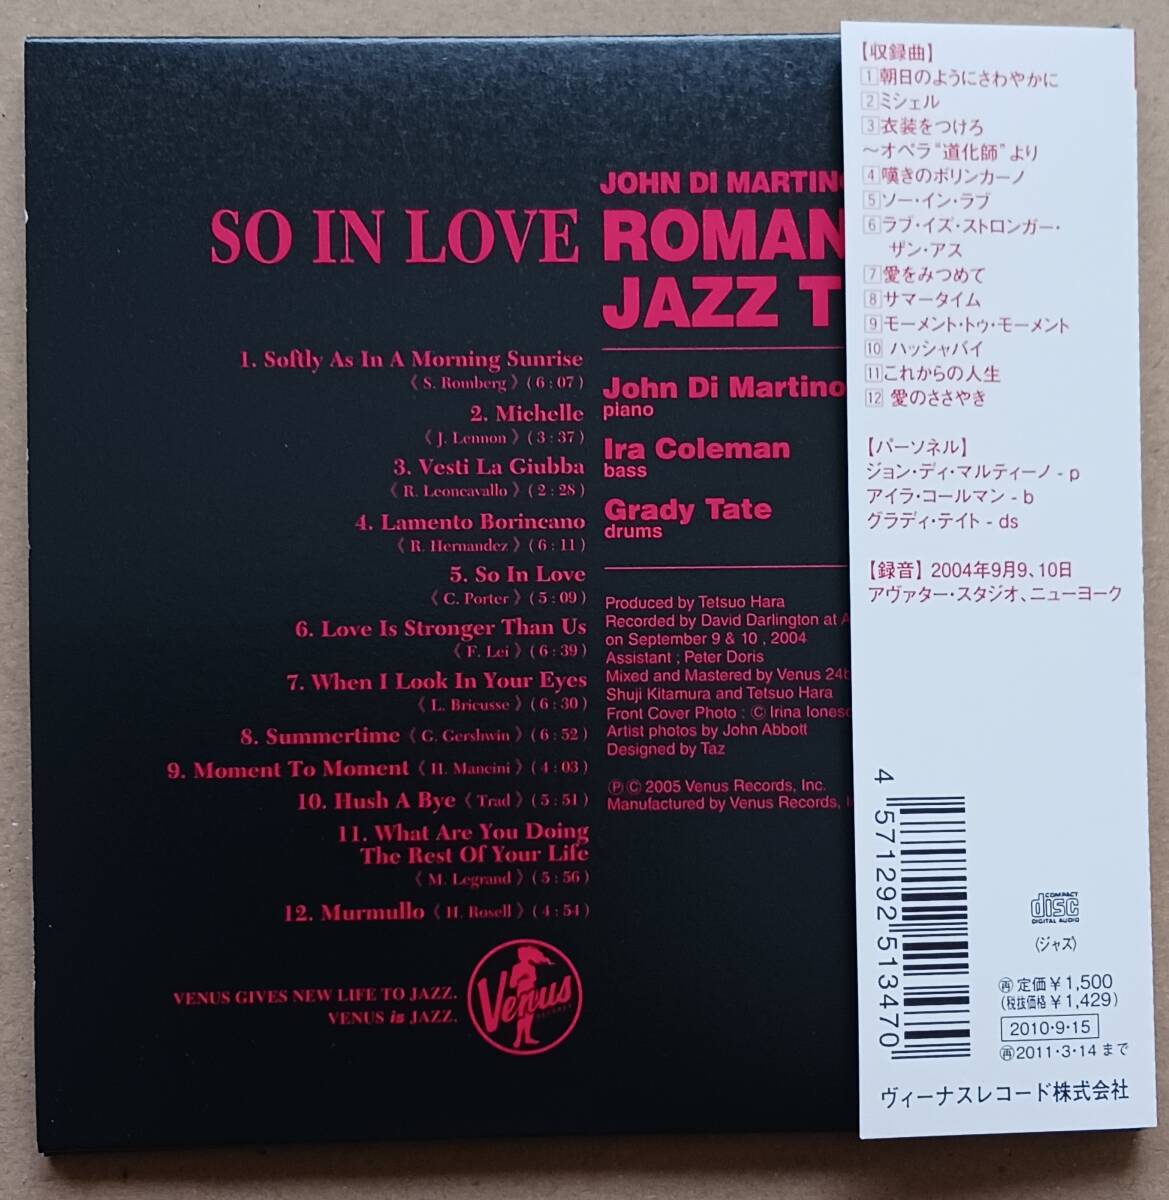 JOHN DI MARTINO
SO IN LOVE
ROMAN
JAZZ T
1. Softly As In A Morning Sunrise
《 S. Romberg 》( 6 : 07 )
2. Michelle
《 J. Lennon 》( 3 : 37 )
3. Vesti La Giubba
《 R. Leoncavallo 》( 2 : 28 )
4. Lamento Borincano
《 R. Hernandez 》( 6 : 11 )
5. So In Love
《 C. Porter 》( 5 : 09 )
6. Love Is Stronger Than Us
《 F. Lei 》( 6 : 39 )
7. When I Look In Your Eyes
《 L. Bricusse 》( 6 : 30 )
8. Summertime《 G. Gershwin 》( 6 : 52 )
9. Moment To Moment《 H. Mancini 》( 4 : 03 )
10. Hush A Bye《 Trad 》( 5 : 51 )
11. What Are You Doing
The Rest Of Your Life
《 M. Legrand 》( 5 : 56 )
12. Murmullo《 H. Rosell 》( 4 : 54 )
VENUS GIVES NEW LIFE TO JAZZ.
VENUS is JAZZ.
Venus
RECORDS
John Di Martino
piano
Ira Coleman
bass
Grady Tate
drums
Produced by Tetsuo Hara
Recorded by David Darlington at A
on September 9 & 10 , 2004
Assistant ; Peter Doris
Mixed and Mastered by Venus 24b
Shuji Kitamura and Tetsuo Hara
Front Cover Photo : © Irina Ionesc
Artist photos by John Abbott
Designed by Taz
Ⓟ Ⓒ 2005 Venus Records, Inc.
Manufactured by Venus Records, I
【収録曲】
1 朝日のようにさわやかに
2 ミシェル
3 衣装をつけろ
〜オペラ“道化師”より
4 嘆きのボリンカーノ
5 ソー・イン・ラブ
6 ラブ・イズ・ストロンガー・
ザン・アス
7 愛をみつめて
8 サマータイム
9 モーメント・トゥ・モーメント
10 ハッシャバイ
11 これからの人生
12 愛のささやき
【パーソネル】
ジョン・ディ・マルティーノ - p
アイラ・コールマン - b
グラディ・テイト - ds
【録音】 2004年9月9、10日
アヴァター・スタジオ、ニューヨーク
4 571292 513470
COMPACT
disc
DIGITAL AUDIO
〈ジャズ〉
㋐ 定価￥1,500
(税抜価格￥1,429)
2010・9・15
再 2011・3・14 まで
ヴィーナスレコード株式会社